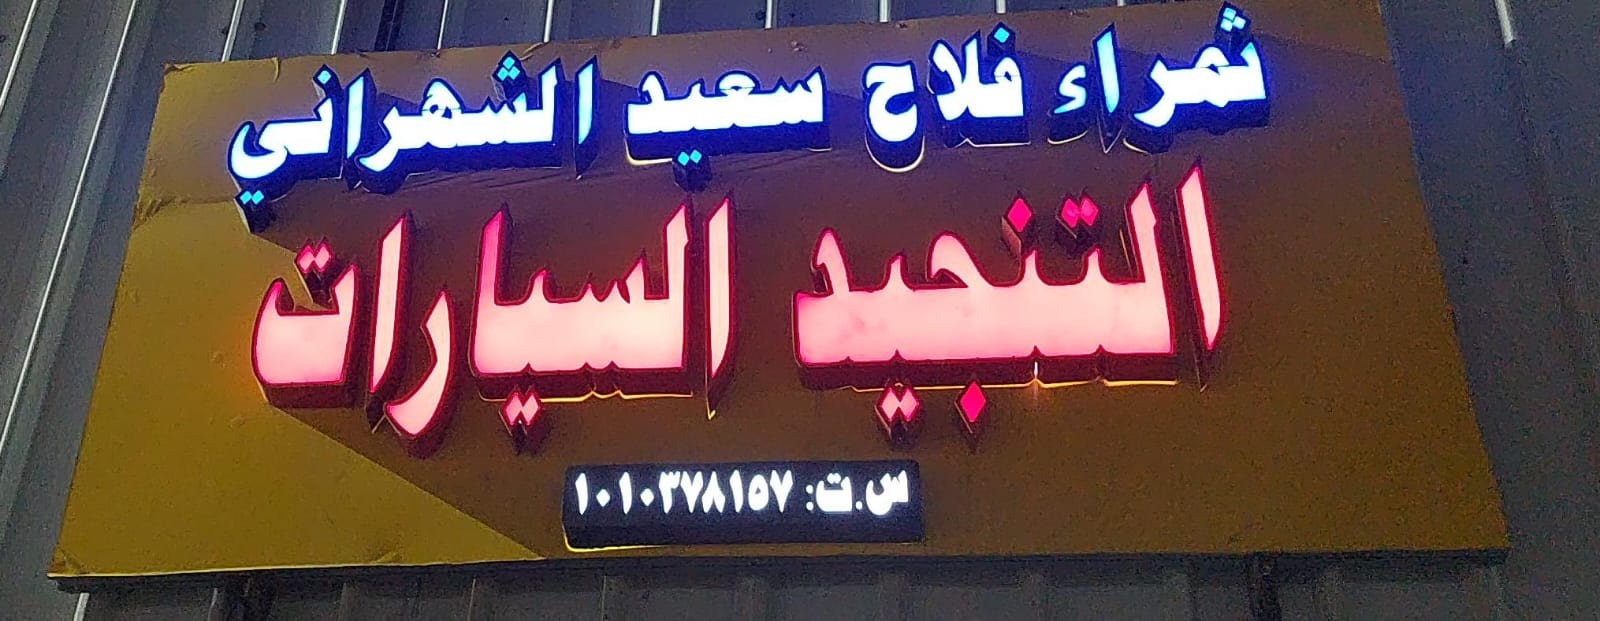 ثمراء فلاح سعيد الشهراني
التنجيد السيارات
س.ت: ١٠١٠٣٧٨١٥٧